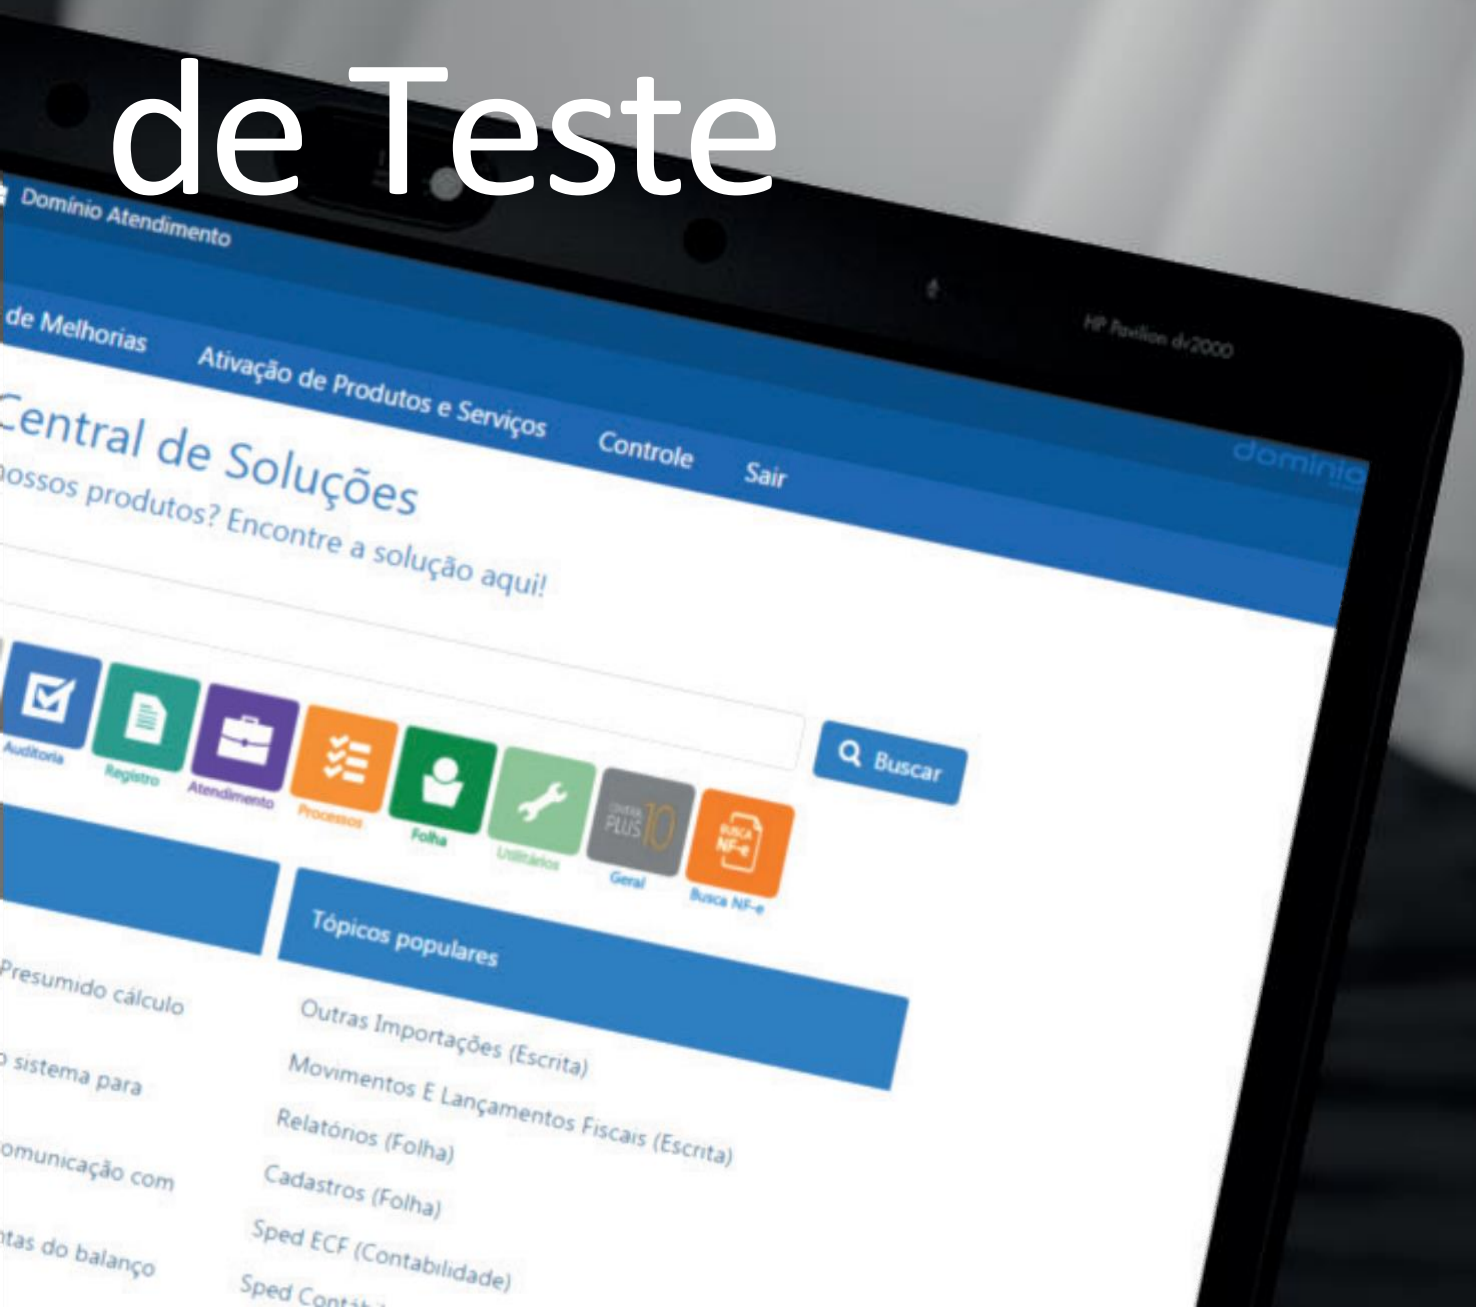 de Teste
Domínio Atendimento
HP Pavilion dv2000
de Melhorias Ativação de Produtos e Serviços Controle Sair
domínio
Central de Soluções
nossos produtos? Encontre a solução aqui!
Buscar
Auditoria Registro Atendimento Processos Folha Utilitários Geral Busca NF-e
PLUS 10
BUSCA
NF-e
Tópicos populares
Presumido cálculo
Outras Importações (Escrita)
o sistema para
Movimentos E Lançamentos Fiscais (Escrita)
Relatórios (Folha)
omunicação com
Cadastros (Folha)
ntas do balanço
Sped ECF (Contabilidade)
Sped